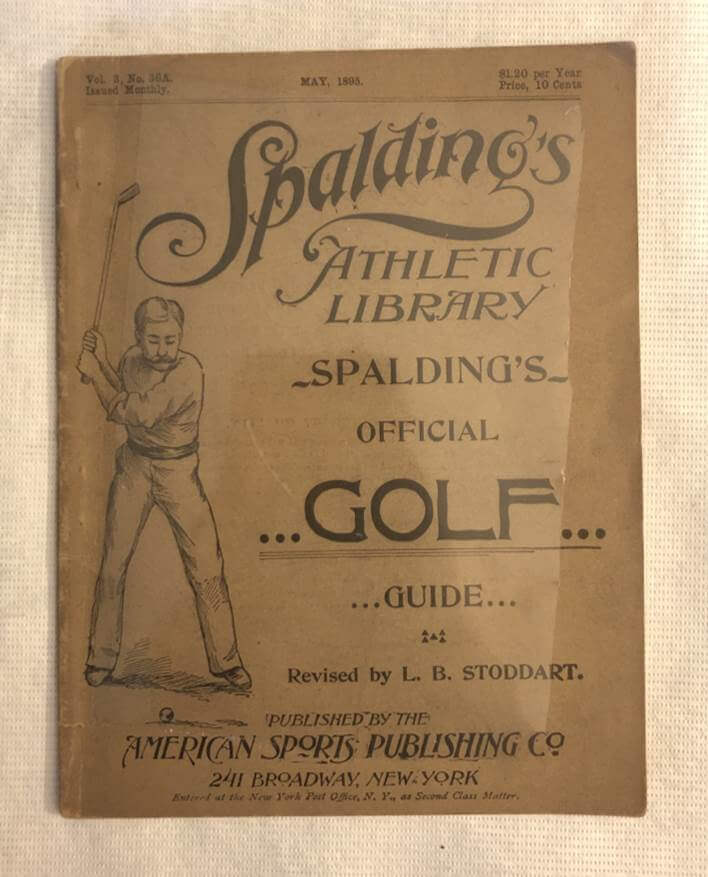 Vol. 3, No. 36A.
Issued Monthly.
MAY, 1895.
$1.20 per Year
Price, 10 Cents
Spalding's
ATHLETIC
LIBRARY
SPALDING'S
OFFICIAL
...GOLF...
...GUIDE...
Revised by L. B. STODDART.
PUBLISHED BY THE
AMERICAN SPORTS PUBLISHING CO
241 BROADWAY, NEW YORK
Entered at the New York Post Office, N. Y., as Second Class Matter.